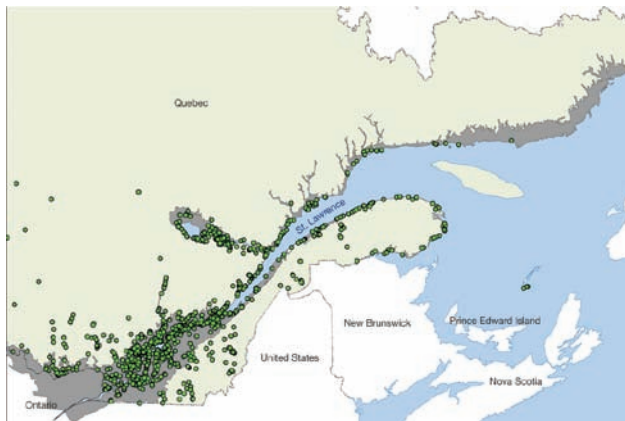 Quebec
St. Lawrence
New Brunswick
Prince Edward Island
United States
Nova Scotia
Ontario